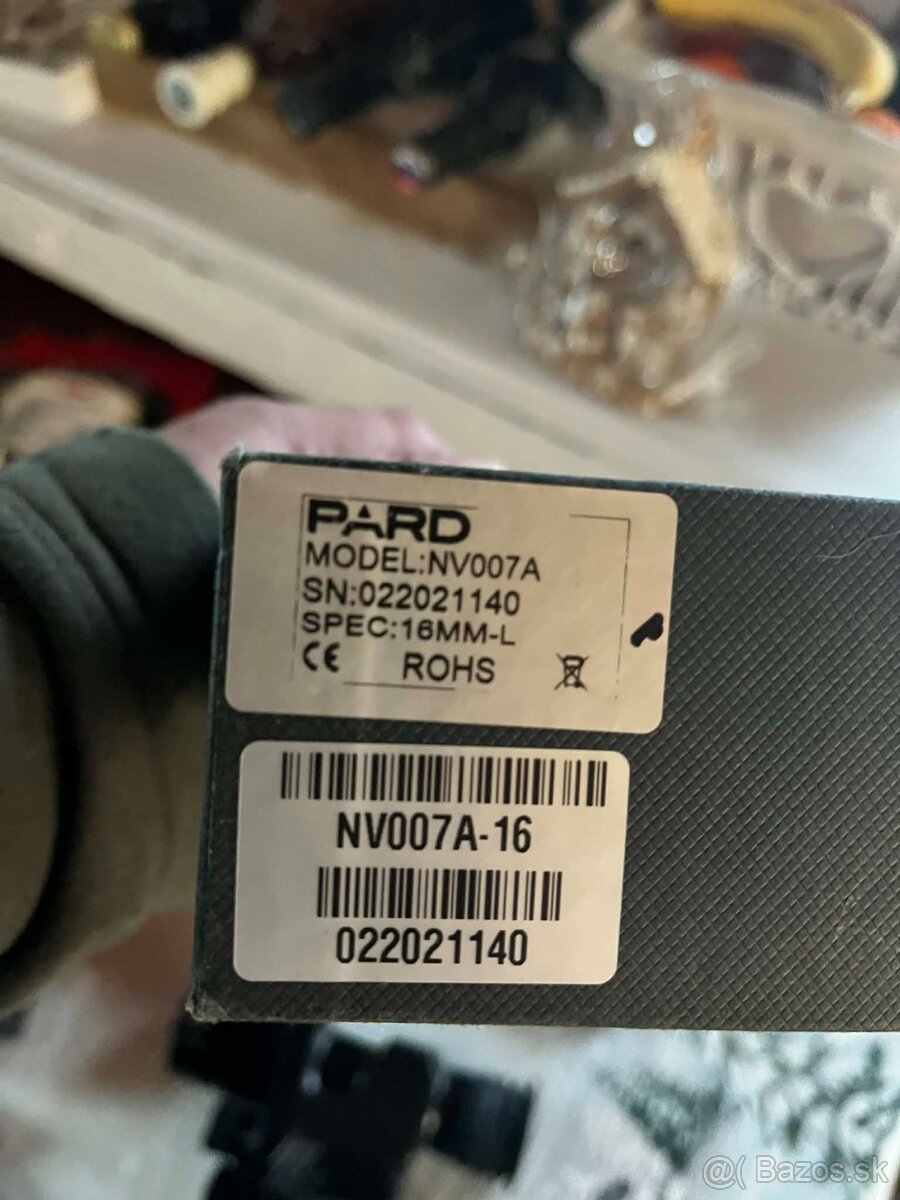 PARD
MODEL:NV007A
SN:022021140
SPEC:16MM-L
CE ROHS
NV007A-16
022021140
@( Bazos.sk